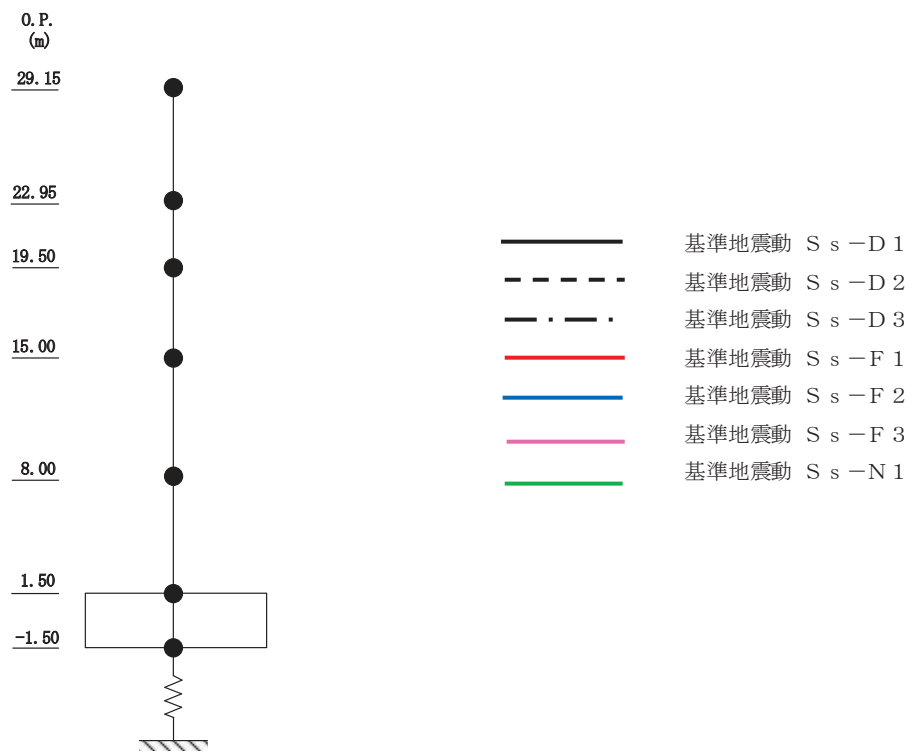 O.P.
(m)
29.15
22.95
19.50
15.00
8.00
1.50
-1.50
基準地震動 Ｓｓ－Ｄ１
基準地震動 Ｓｓ－Ｄ２
基準地震動 Ｓｓ－Ｄ３
基準地震動 Ｓｓ－Ｆ１
基準地震動 Ｓｓ－Ｆ２
基準地震動 Ｓｓ－Ｆ３
基準地震動 Ｓｓ－Ｎ１